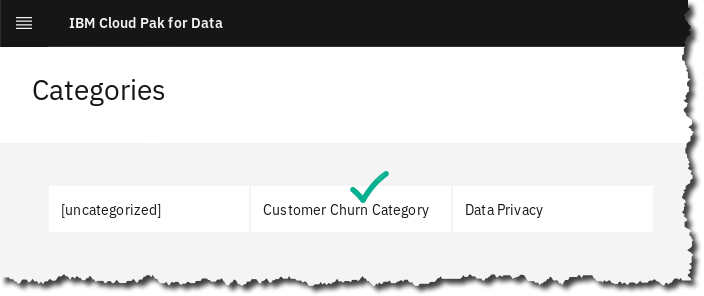 IBM Cloud Pak for Data
Categories
[uncategorized]
Customer Churn Category
Data Privacy